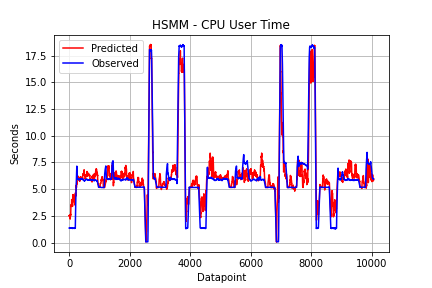 HSMM - CPU User Time
Predicted
Observed
17.5
15.0
12.5
10.0
7.5
5.0
2.5
0.0
Seconds
0 2000 4000 6000 8000 10000
Datapoint